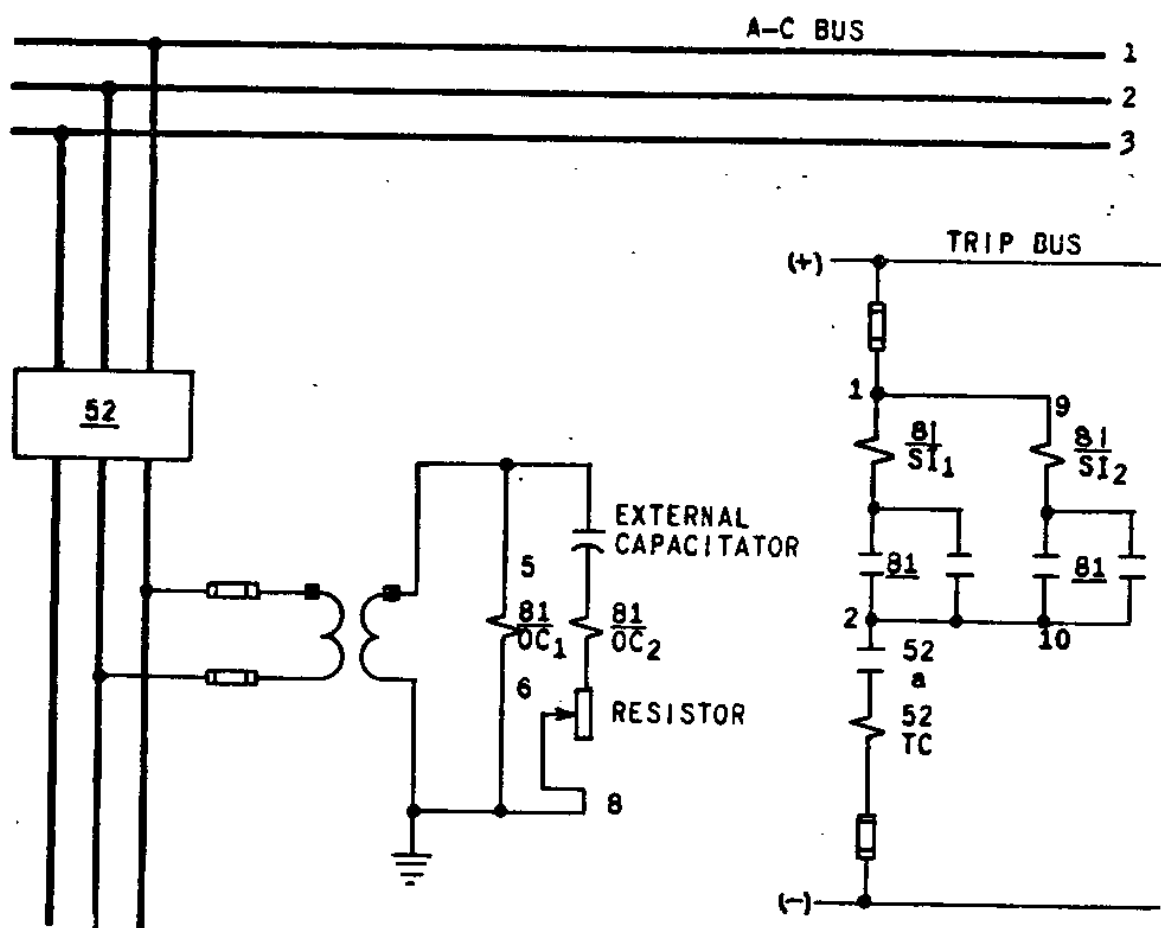 A-C BUS
1
2
3
TRIP BUS
(+)
52
1
9
81
SI1
81
SI2
EXTERNAL
CAPACITATOR
5
81
OC1
81
OC2
81
81
2
10
6
52
a
RESISTOR
52
TC
8
(-)